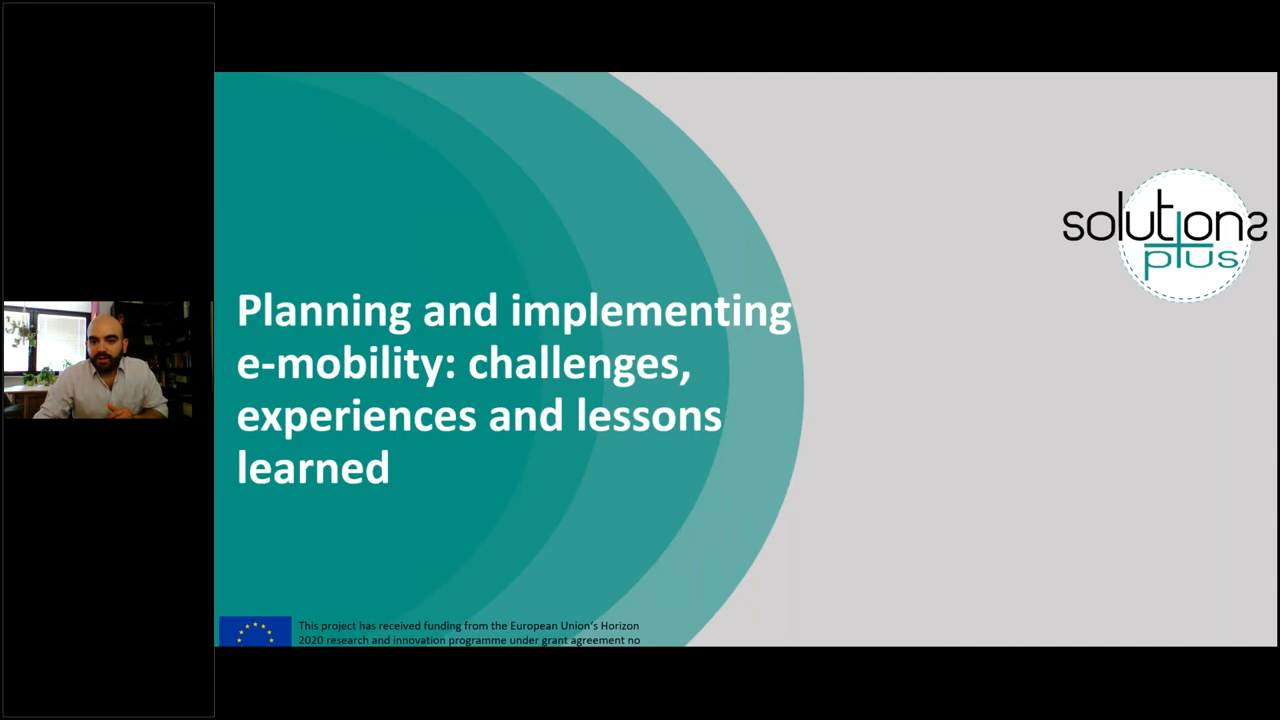 solutions
plus
Planning and implementing
e-mobility: challenges,
experiences and lessons
learned
This project has received funding from the European Union's Horizon
2020 research and innovation programme under grant agreement no